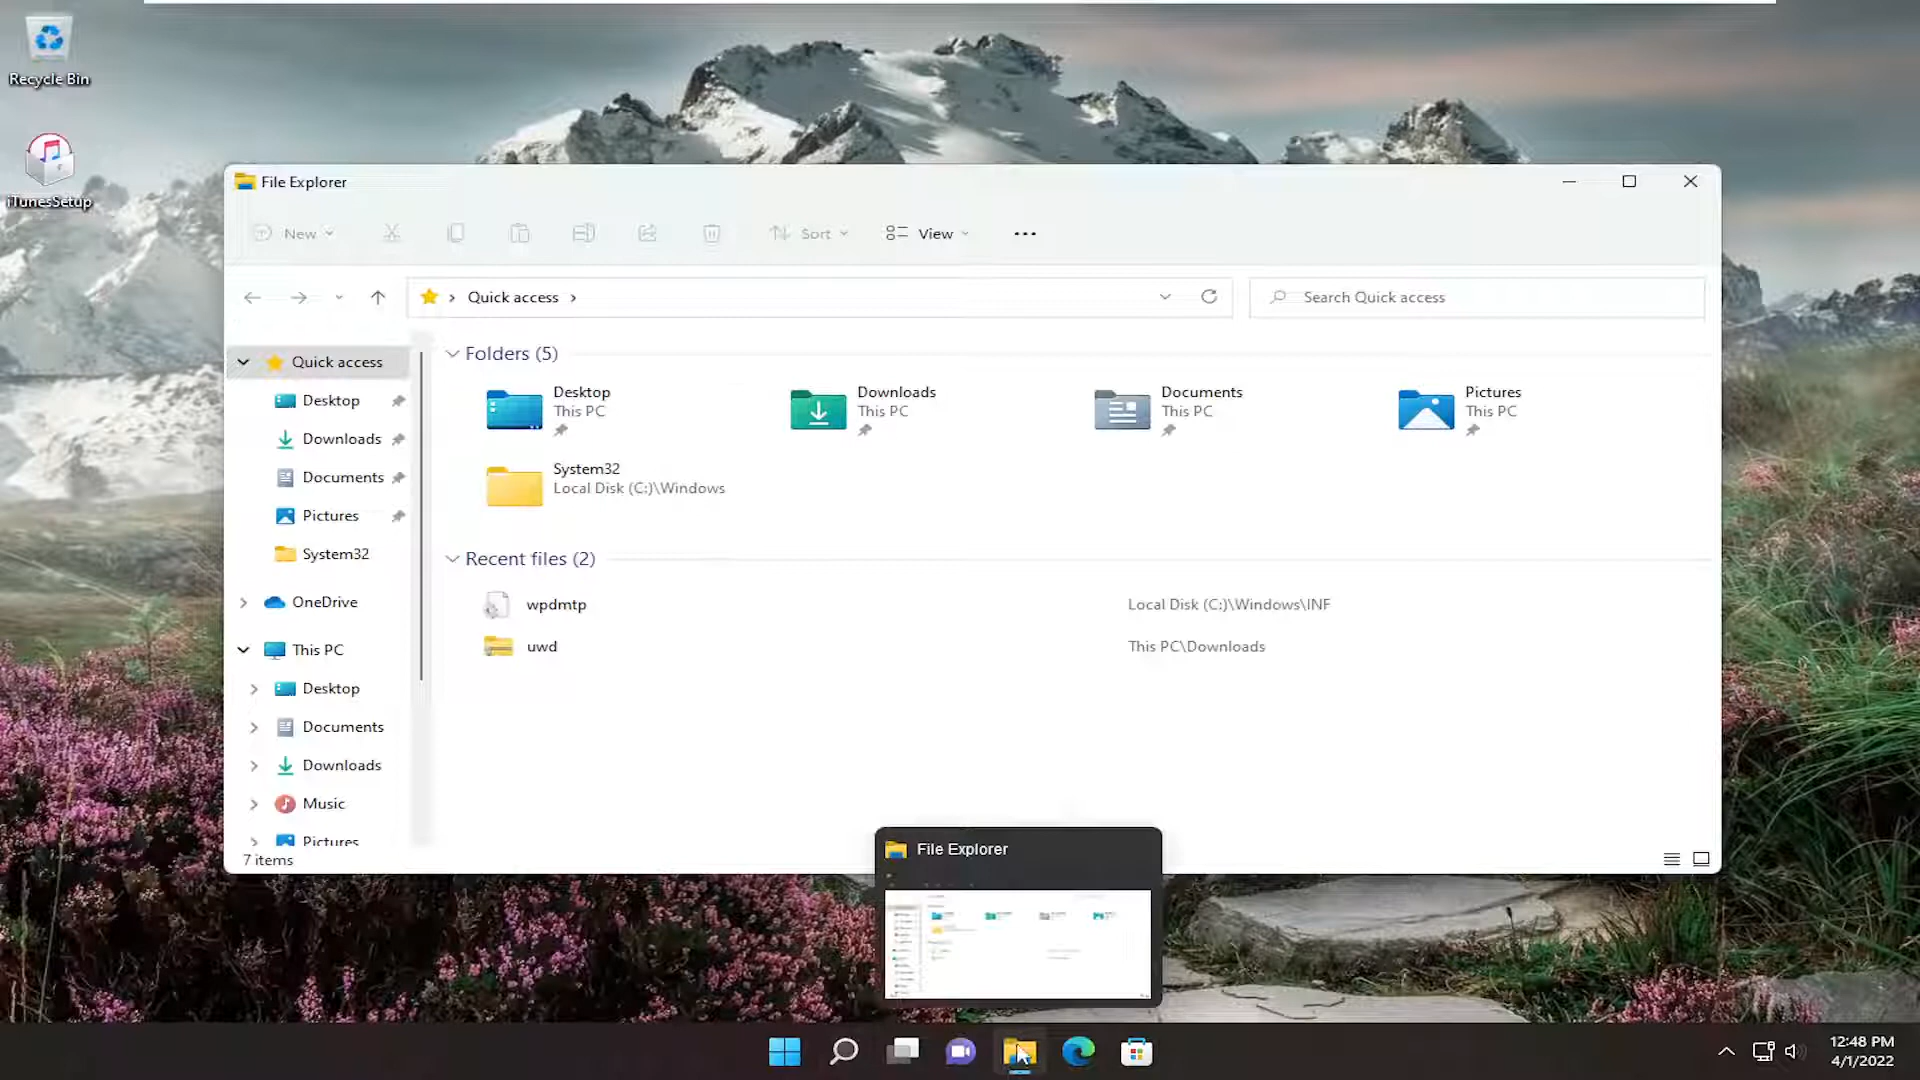 Recycle Bin
iTunesSetup
File Explorer
New
Sort
View
Quick access
Search Quick access
Quick access
Desktop
Downloads
Documents
Pictures
System32
OneDrive
This PC
Desktop
Documents
Downloads
Music
Pictures
Folders (5)
Desktop
This PC
Downloads
This PC
Documents
This PC
Pictures
This PC
System32
Local Disk (C:)\Windows
Recent files (2)
wpdmtp
Local Disk (C:)\Windows\INF
uwd
This PC\Downloads
7 items
File Explorer
12:48 PM
4/1/2022